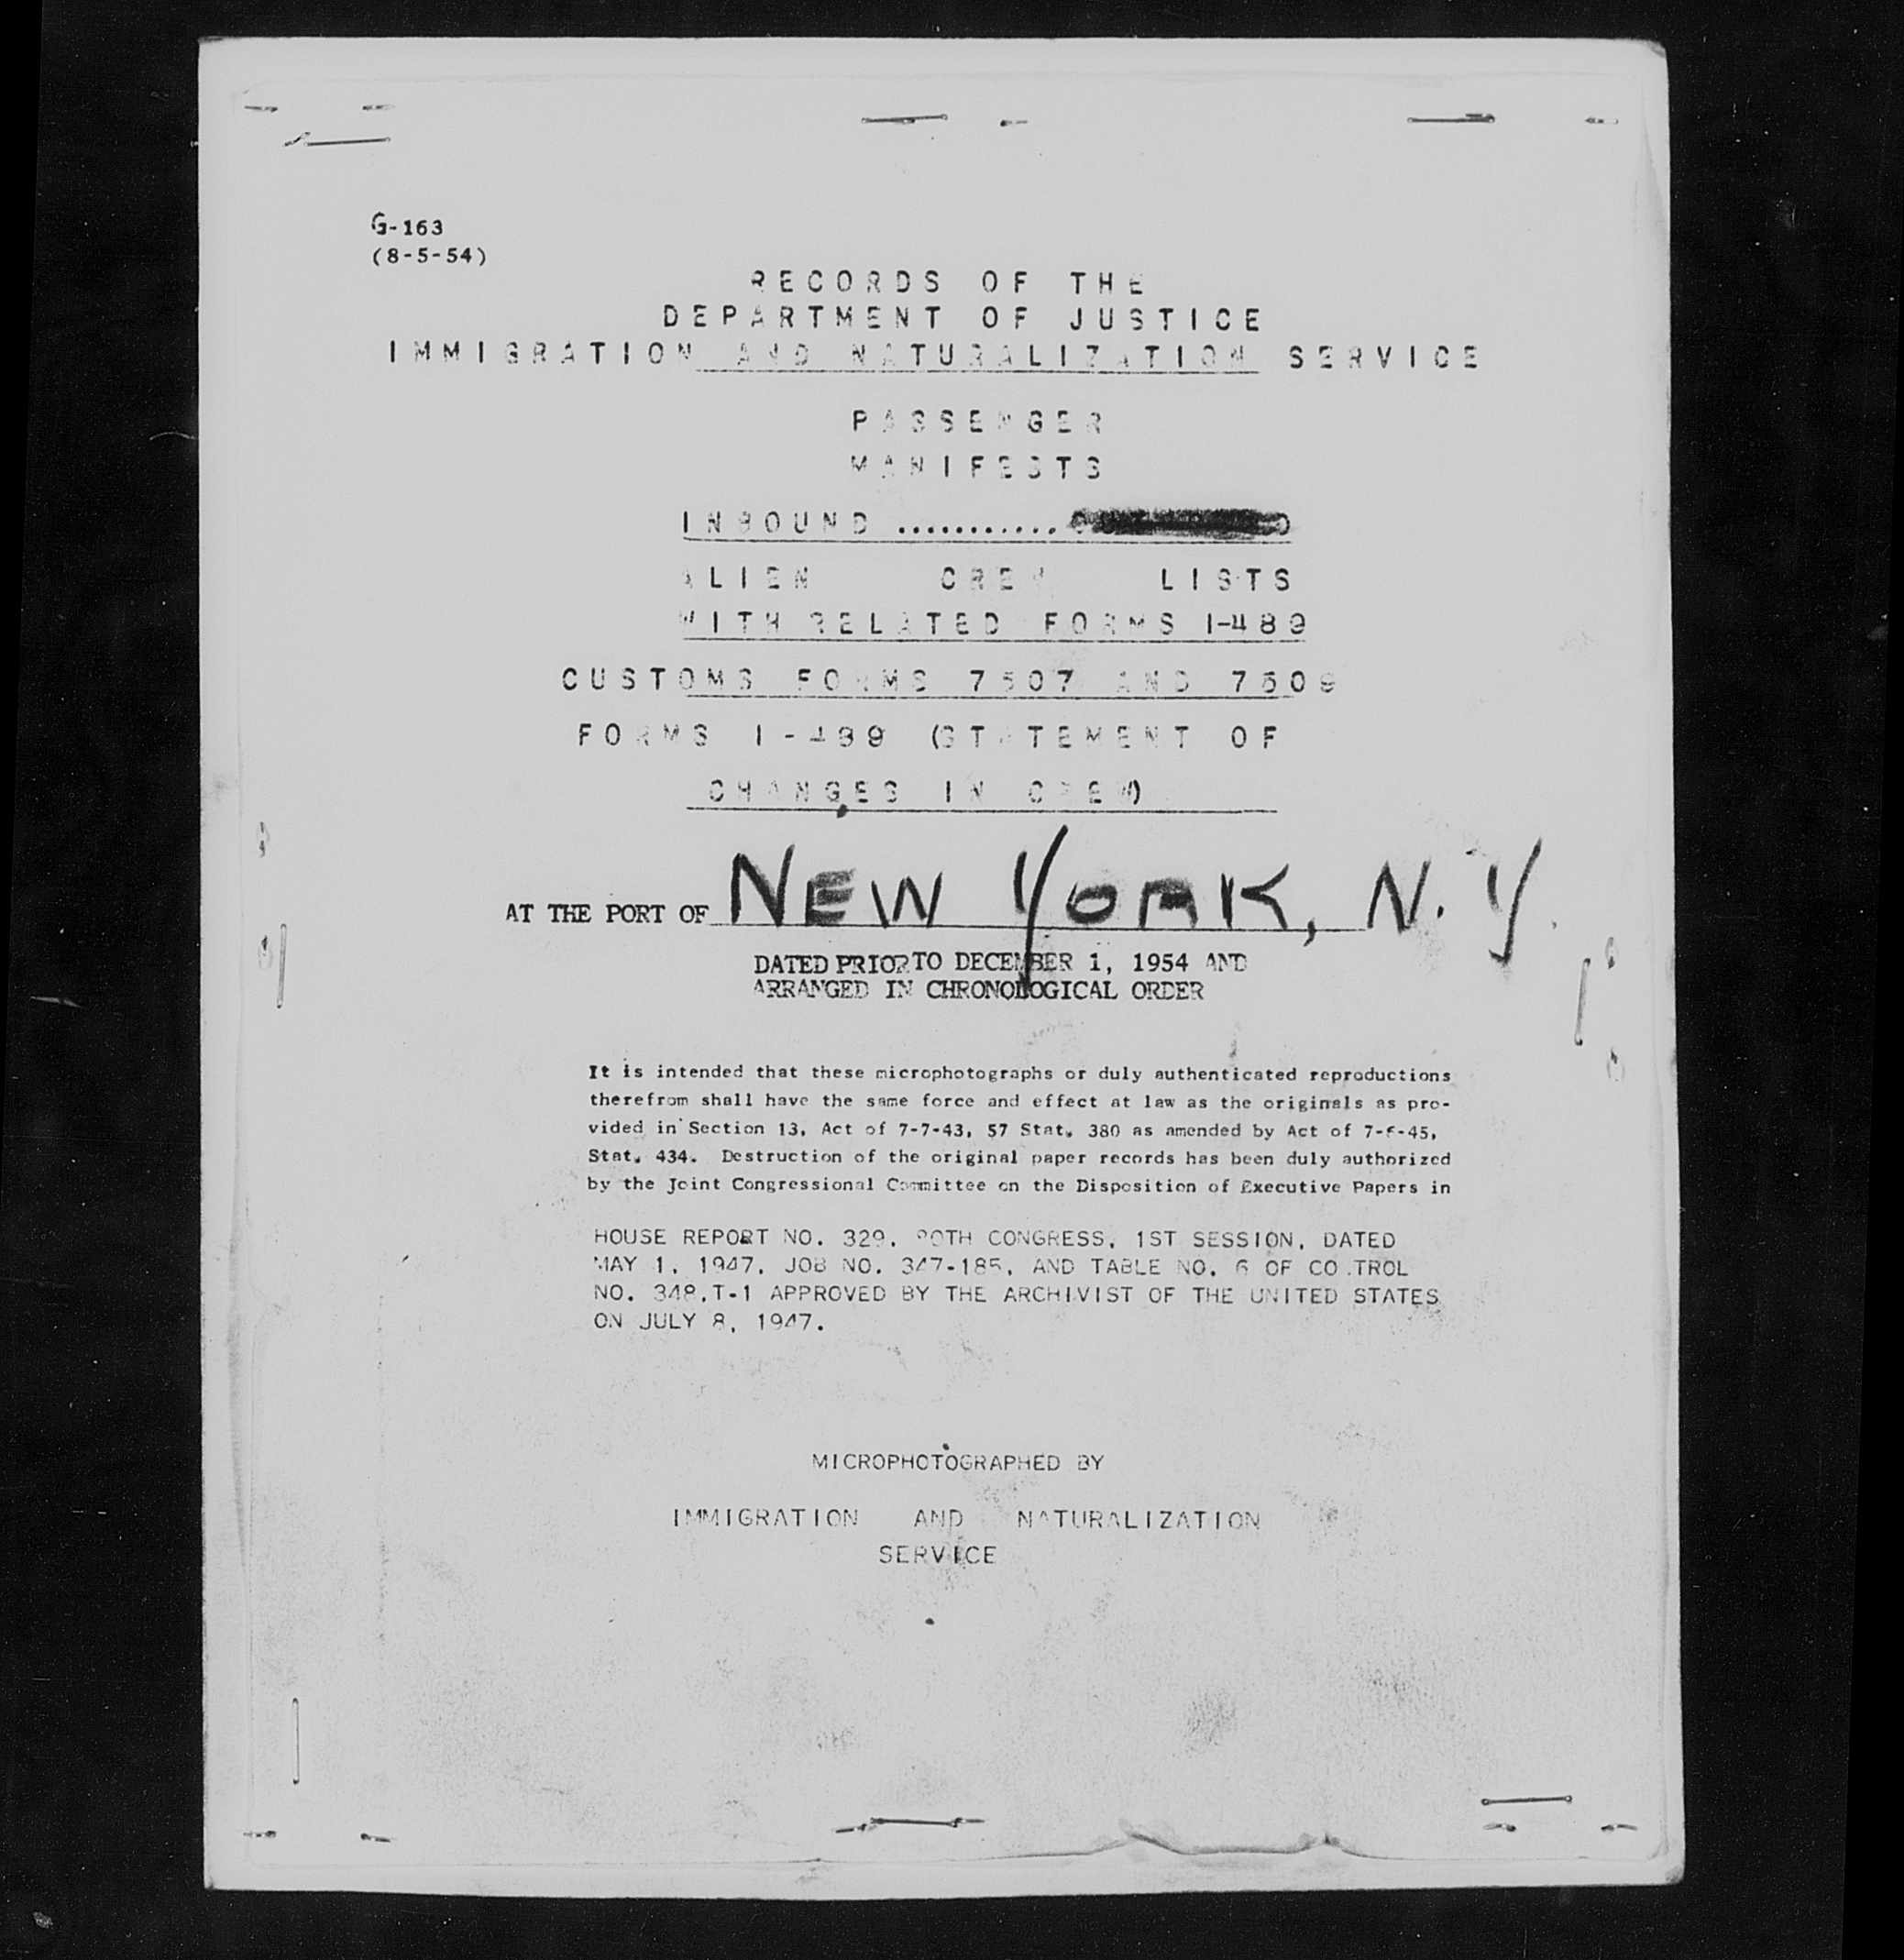 G-163
(8-5-54)
RECORDS OF THE
DEPARTMENT OF JUSTICE
IMMIGRATION AND NATURALIZATION SERVICE
PASSENGER
MANIFESTS
INBOUND ...........
ALIEN CREW LISTS
WITH RELATED FORMS I-489
CUSTOMS FORMS 7507 AND 7509
FORMS I-489 (STATEMENT OF
CHANGES IN CREW)
AT THE PORT OF NEW YORK, N.Y.
DATED PRIOR TO DECEMBER 1, 1954 AND
ARRANGED IN CHRONOLOGICAL ORDER
It is intended that these microphotographs or duly authenticated reproductions
therefrom shall have the same force and effect at law as the originals as pro-
vided in Section 13, Act of 7-7-43, 57 Stat. 380 as amended by Act of 7-6-45,
Stat. 434. Destruction of the original paper records has been duly authorized
by the Joint Congressional Committee on the Disposition of Executive Papers in
HOUSE REPORT NO. 329, 80TH CONGRESS, 1ST SESSION, DATED
MAY 1, 1947, JOB NO. 347-185, AND TABLE NO. 6 OF CO.TROL
NO. 348,T-1 APPROVED BY THE ARCHIVIST OF THE UNITED STATES
ON JULY 8, 1947.
MICROPHOTOGRAPHED BY
IMMIGRATION AND NATURALIZATION
SERVICE